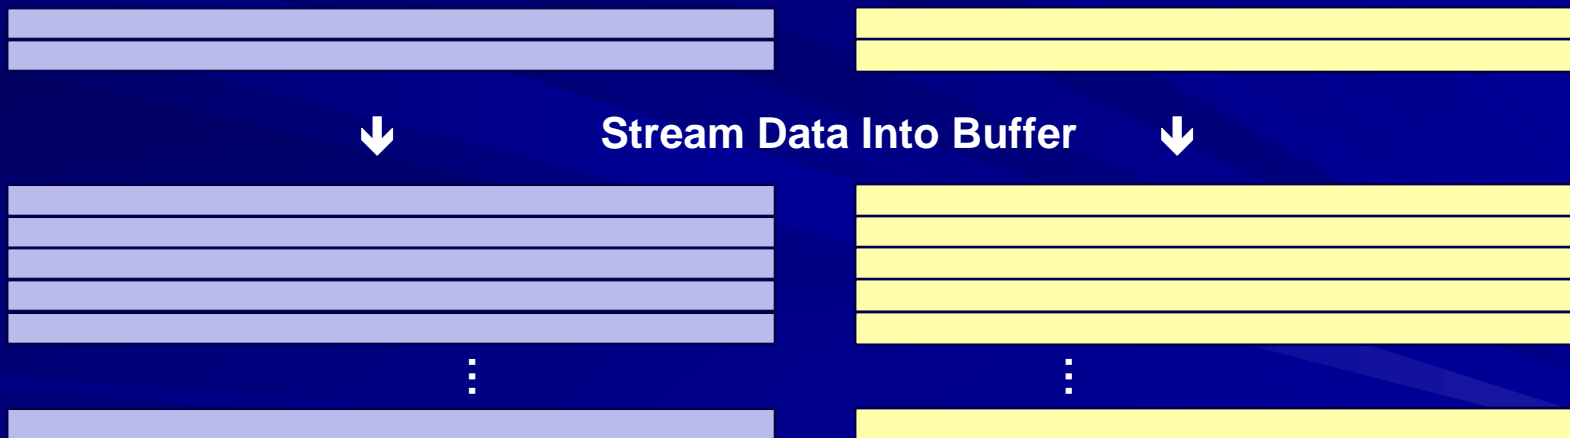 🡫 Stream Data Into Buffer 🡫
⋮ ⋮